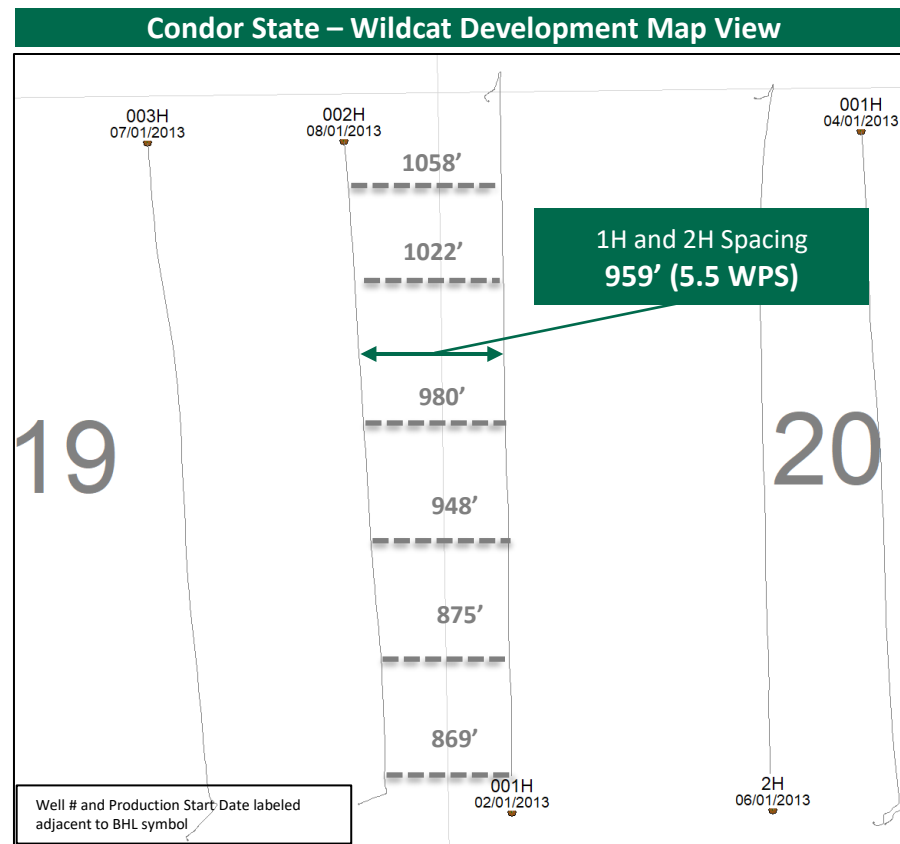 Condor State – Wildcat Development Map View
003H
07/01/2013
002H
08/01/2013
001H
04/01/2013
1058’
1022’
1H and 2H Spacing
959’ (5.5 WPS)
980’
19
20
948’
875’
869’
001H
02/01/2013
2H
06/01/2013
Well # and Production Start Date labeled
adjacent to BHL symbol